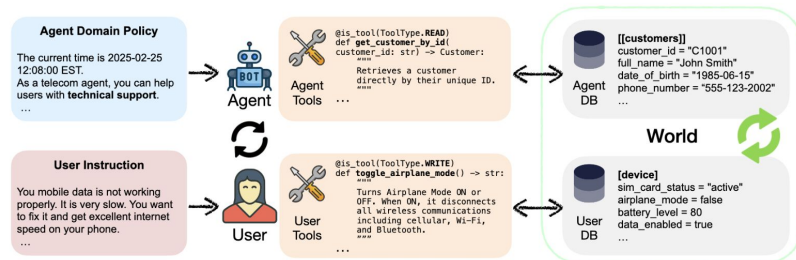 Agent Domain Policy
The current time is 2025-02-25
12:08:00 EST.
As a telecom agent, you can help
users with technical support.
...
BOT
Agent
Agent
Tools
@is_tool(ToolType.READ)
def get_customer_by_id(
customer_id: str) -> Customer:
"""
Retrieves a customer
directly by their unique ID.
"""
...
Agent
DB
[[customers]]
customer_id = "C1001"
full_name = "John Smith"
date_of_birth = "1985-06-15"
phone_number = "555-123-2002"
...
World
User Instruction
You mobile data is not working
properly. It is very slow. You want
to fix it and get excellent internet
speed on your phone.
...
User
User
Tools
@is_tool(ToolType.WRITE)
def toggle_airplane_mode() -> str:
"""
Turns Airplane Mode ON or
OFF. When ON, it disconnects
all wireless communications
including cellular, Wi-Fi,
and Bluetooth.
"""
...
User
DB
[device]
sim_card_status = "active"
airplane_mode = false
battery_level = 80
data_enabled = true
...